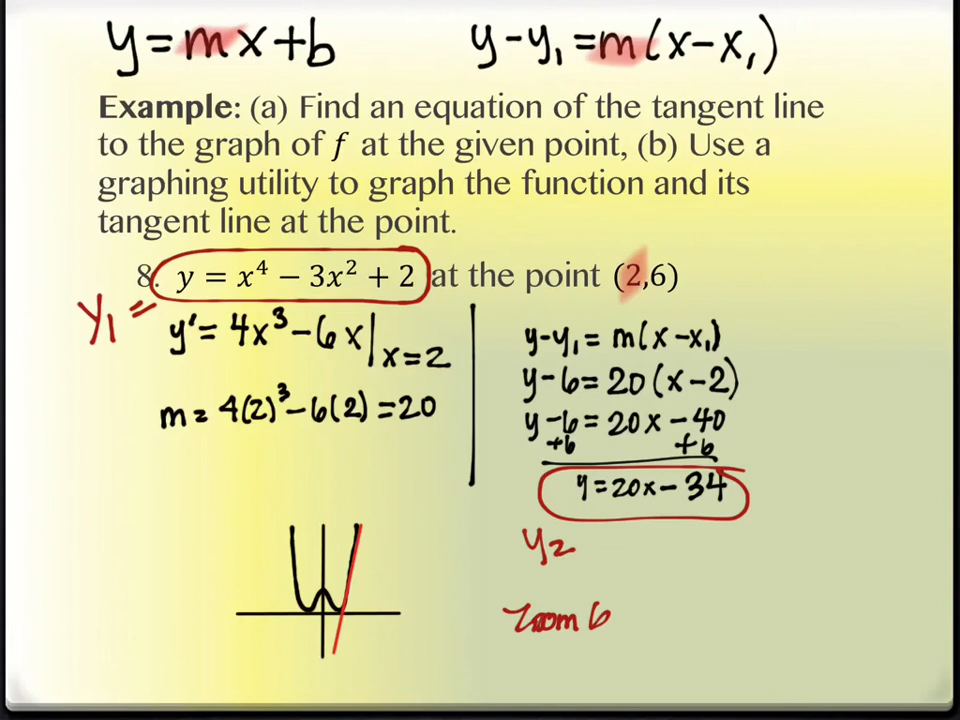 y = mx + b    y - y₁ = m(x - x₁)
Example: (a) Find an equation of the tangent line
to the graph of f at the given point, (b) Use a
graphing utility to graph the function and its
tangent line at the point.
8. y = x⁴ − 3x² + 2 at the point (2,6)
Y₁ =
y' = 4x³ - 6x |ₓ₌₂
m = 4(2)³ - 6(2) = 20
y - y₁ = m(x - x₁)
y - 6 = 20(x - 2)
y - 6 = 20x - 40
+6    +6
y = 20x - 34
Y₂
Zoom 6